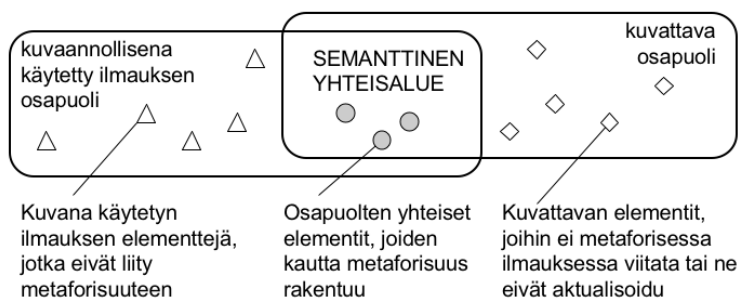 kuvaannollisena
käytetty ilmauksen
osapuoli
SEMANTTINEN
YHTEISALUE
kuvattava
osapuoli
Kuvana käytetyn
ilmauksen elementtejä,
jotka eivät liity
metaforisuuteen
Osapuolten yhteiset
elementit, joiden
kautta metaforisuus
rakentuu
Kuvattavan elementit,
joihin ei metaforisessa
ilmauksessa viitata tai ne
eivät aktualisoidu